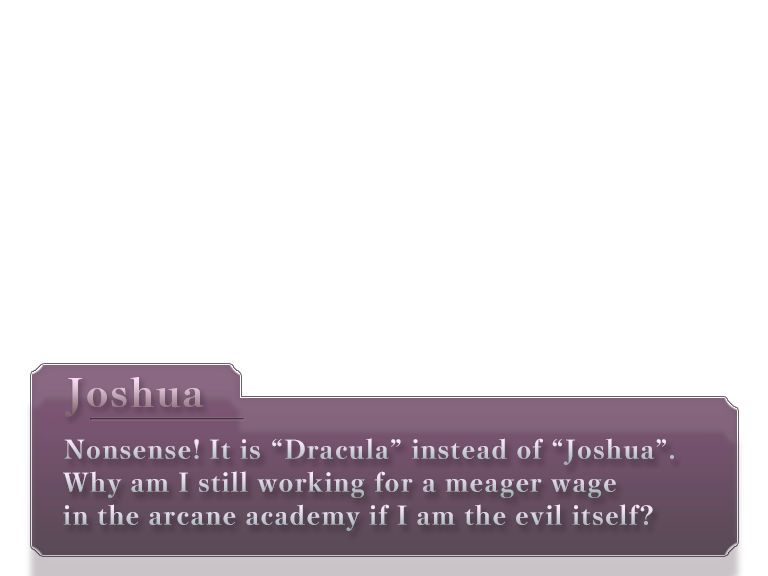 Joshua
Nonsense! It is “Dracula” instead of “Joshua”.
Why am I still working for a meager wage
in the arcane academy if I am the evil itself?